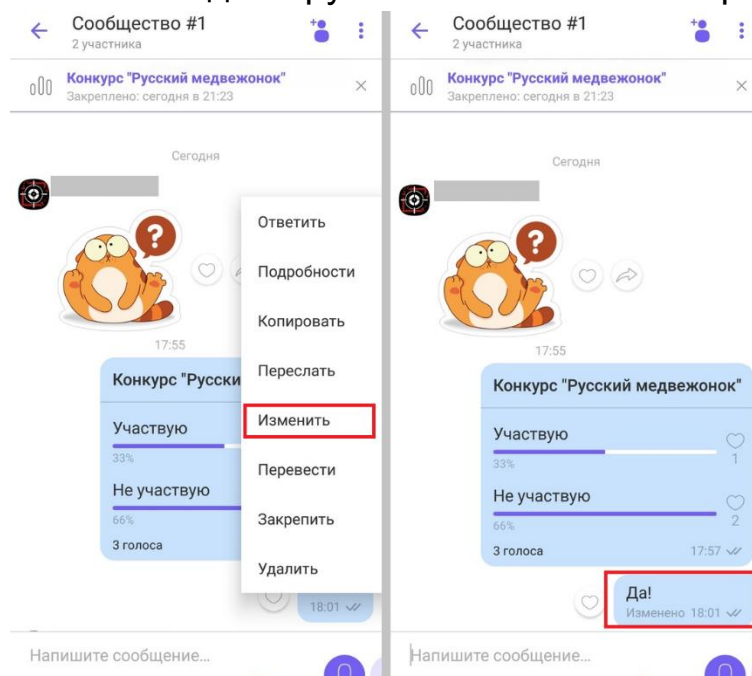 Сообщество #1
2 участника
Конкурс "Русский медвежонок"
Закреплено: сегодня в 21:23
Сегодня
?
17:55
Конкурс "Русски
Участвую
33%
Не участвую
66%
3 голоса
Ответить
Подробности
Копировать
Переслать
Изменить
Перевести
Закрепить
Удалить
18:01
Напишите сообщение...
Сообщество #1
2 участника
Конкурс "Русский медвежонок"
Закреплено: сегодня в 21:23
Сегодня
?
17:55
Конкурс "Русский медвежонок"
Участвую
33%
1
Не участвую
66%
2
3 голоса
17:57
Да!
Изменено 18:01
Напишите сообщение...